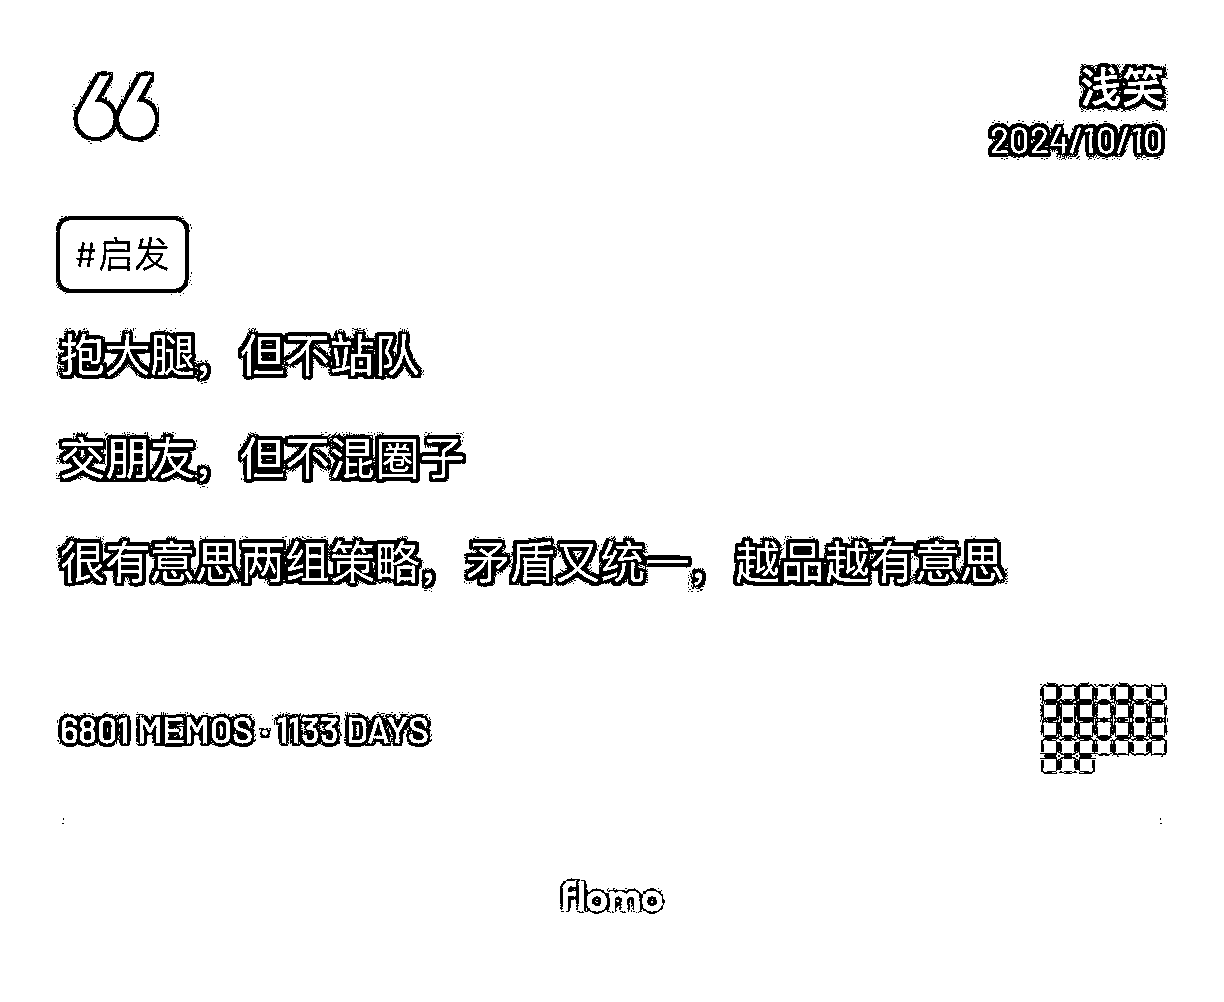 浅笑
2024/10/10
#启发
抱大腿，但不站队
交朋友，但不混圈子
很有意思两组策略，矛盾又统一，越品越有意思
6801 MEMOS · 1133 DAYS
flomo